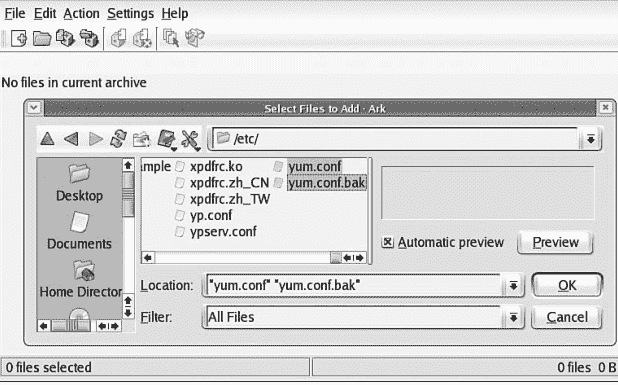 File Edit Action Settings Help
No files in current archive
Select Files to Add - Ark
/etc/
Desktop
Documents
Home Director
mple
xpdfrc.ko
xpdfrc.zh_CN
xpdfrc.zh_TW
yp.conf
ypserv.conf
yum.conf
yum.conf.bak
Automatic preview
Preview
Location: "yum.conf" "yum.conf.bak"
OK
Filter: All Files
Cancel
0 files selected
0 files 0 B